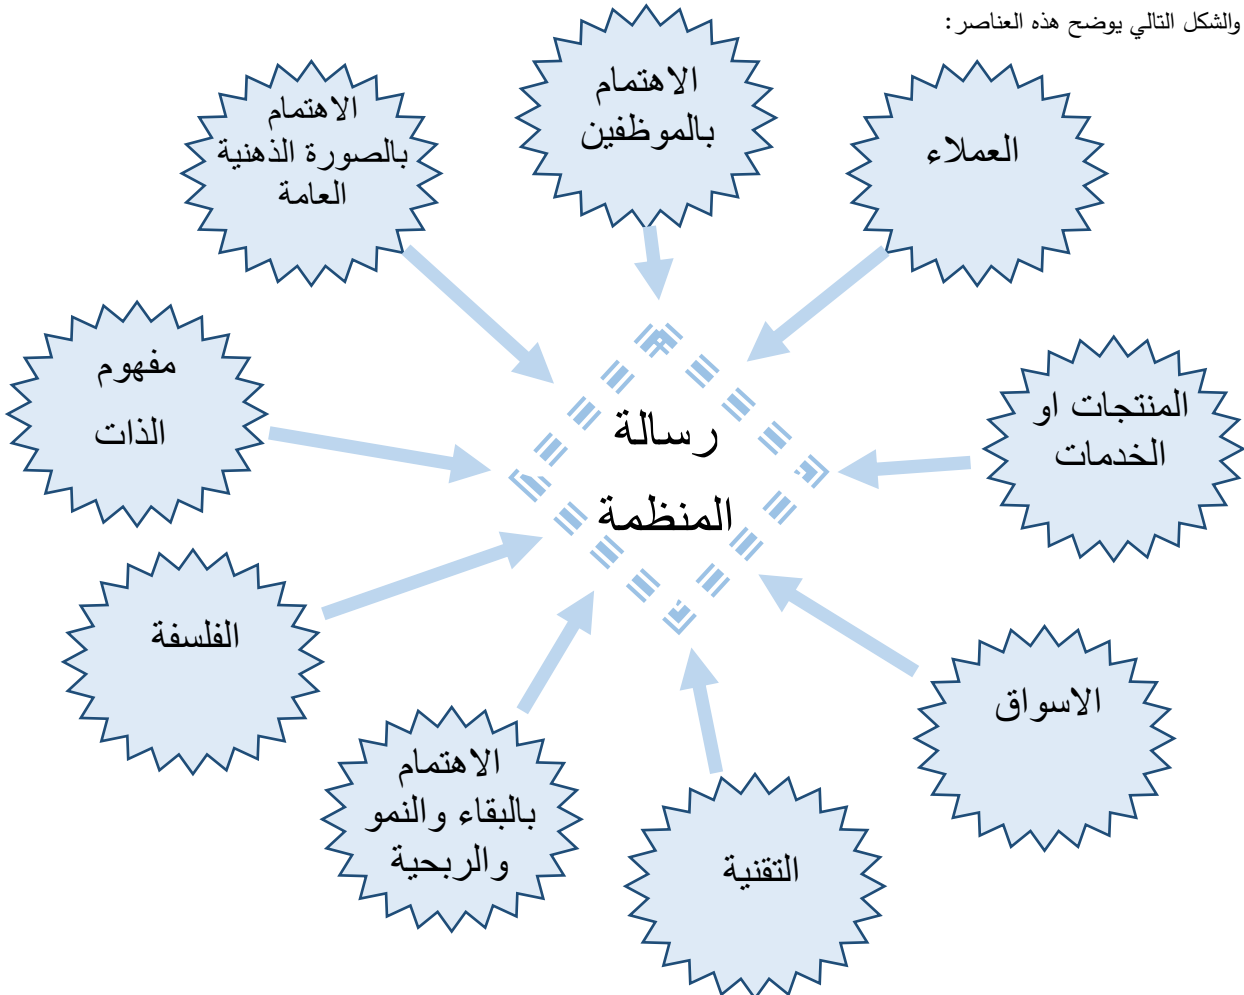 والشكل التالي يوضح هذه العناصر:
العملاء
المنتجات او
الخدمات
الاسواق
التقنية
الاهتمام
بالبقاء والنمو
والربحية
الفلسفة
مفهوم
الذات
الاهتمام
بالصورة الذهنية
العامة
الاهتمام
بالموظفين
رسالة
المنظمة